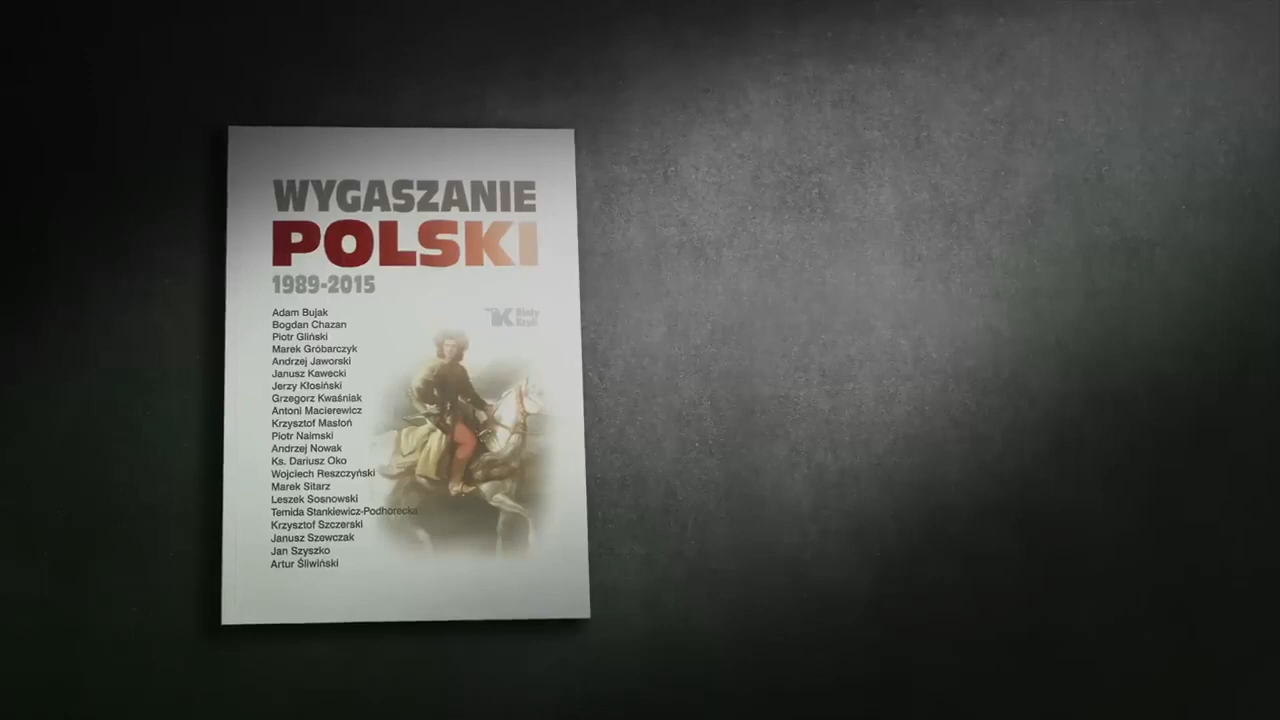 WYGASZANIE
POLSKI
1989-2015
Adam Bujak
Bogdan Chazan
Piotr Gliński
Marek Gróbarczyk
Andrzej Jaworski
Janusz Kawecki
Jerzy Kłosiński
Grzegorz Kwaśniak
Antoni Macierewicz
Krzysztof Masłoń
Piotr Naimski
Andrzej Nowak
Ks. Dariusz Oko
Wojciech Reszczyński
Marek Sitarz
Leszek Sosnowski
Temida Stankiewicz-Podhorecka
Krzysztof Szczerski
Janusz Szewczak
Jan Szyszko
Artur Śliwiński
Biały
Kruk